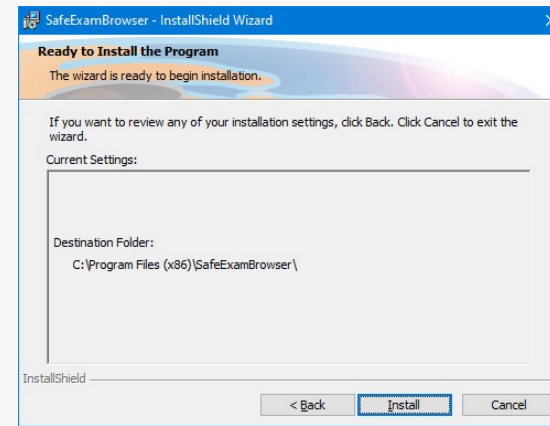 SafeExamBrowser - InstallShield Wizard
Ready to Install the Program
The wizard is ready to begin installation.
If you want to review any of your installation settings, click Back. Click Cancel to exit the
wizard.
Current Settings:
Destination Folder:
C:\Program Files (x86)\SafeExamBrowser\
InstallShield
< Back
Install
Cancel